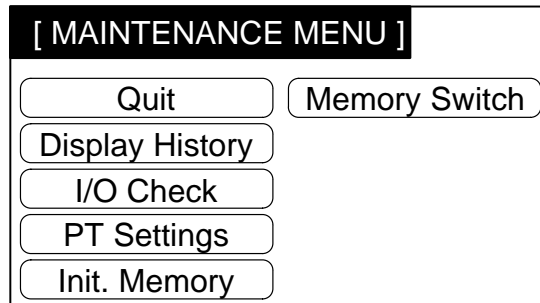 [ MAINTENANCE MENU ]
Quit
Memory Switch
Display History
I/O Check
PT Settings
Init. Memory